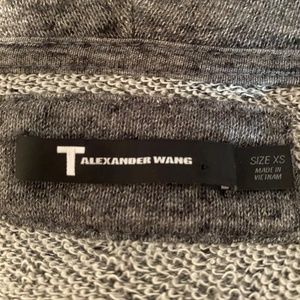 T ALEXANDER WANG
SIZE XS
MADE IN
VIETNAM